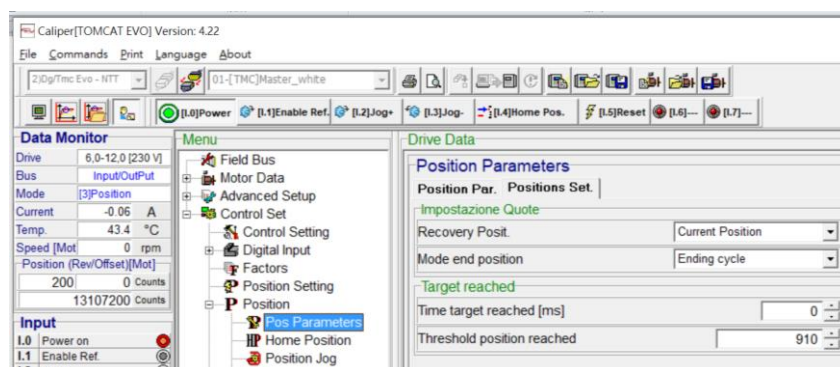 Caliper[TOMCAT EVO] Version: 4.22
File Commands Print Language About
2)Dg/Tmc Evo - NTT 01-[TMC]Master_white
[I.0]Power [I.1]Enable Ref. [I.2]Jog+ [I.3]Jog- [I.4]Home Pos. [I.5]Reset [I.6]--- [I.7]---
Data Monitor
Drive 6,0-12,0 [230 V]
Bus Input/OutPut
Mode [3]Position
Current -0.06 A
Temp. 43.4 °C
Speed [Mot 0 rpm
Position (Rev/Offset)[Mot]
200 0 Counts
13107200 Counts
Input
I.0 Power on
I.1 Enable Ref.
Menu
Field Bus
Motor Data
Advanced Setup
Control Set
Control Setting
Digital Input
Factors
Position Setting
Position
Pos Parameters
Home Position
Position Jog
Drive Data
Position Parameters
Position Par. Positions Set.
Impostazione Quote
Recovery Posit. Current Position
Mode end position Ending cycle
Target reached
Time target reached [ms] 0
Threshold position reached 910